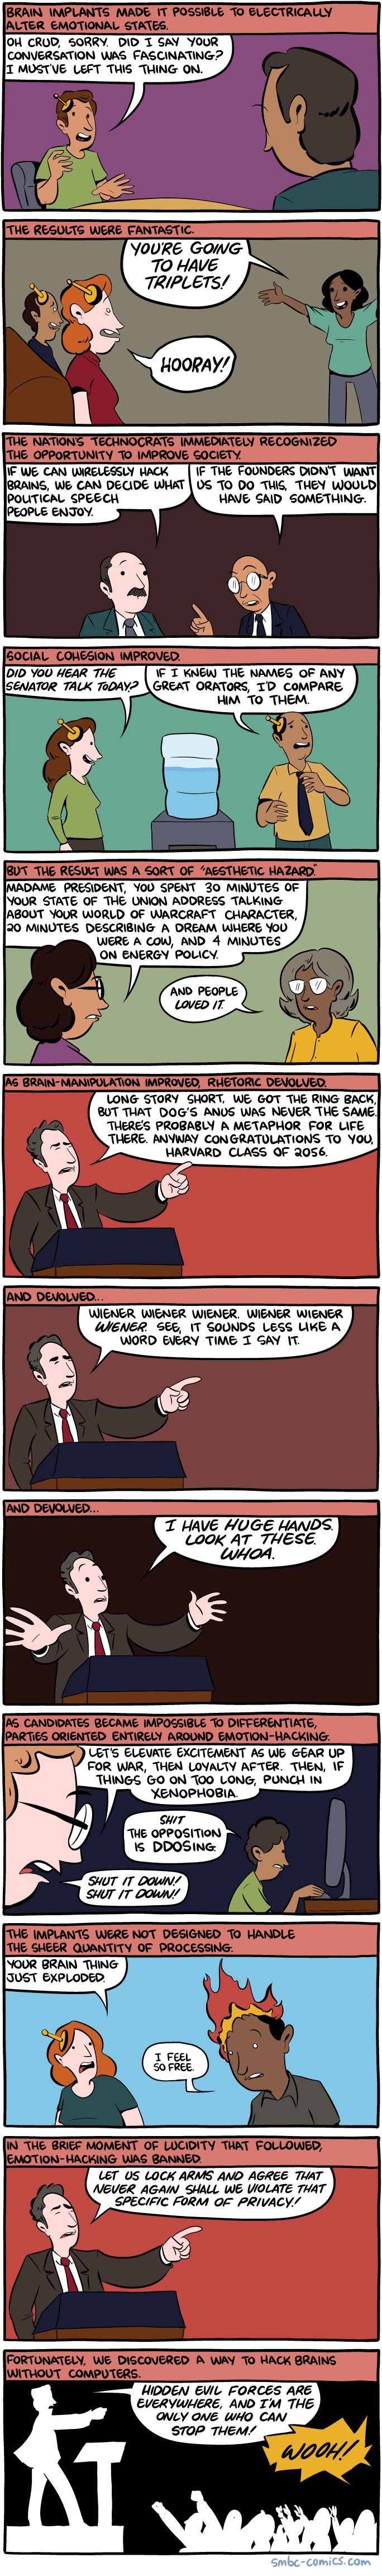 BRAIN IMPLANTS MADE IT POSSIBLE TO ELECTRICALLY
ALTER EMOTIONAL STATES.
OH CRUD, SORRY. DID I SAY YOUR
CONVERSATION WAS FASCINATING?
I MUST'VE LEFT THIS THING ON.
THE RESULTS WERE FANTASTIC.
YOU'RE GOING
TO HAVE
TRIPLETS!
HOORAY!
THE NATION'S TECHNOCRATS IMMEDIATELY RECOGNIZED
THE OPPORTUNITY TO IMPROVE SOCIETY.
IF WE CAN WIRELESSLY HACK
BRAINS, WE CAN DECIDE WHAT
POLITICAL SPEECH
PEOPLE ENJOY.
IF THE FOUNDERS DIDN'T WANT
US TO DO THIS, THEY WOULD
HAVE SAID SOMETHING.
SOCIAL COHESION IMPROVED.
DID YOU HEAR THE
SENATOR TALK TODAY?
IF I KNEW THE NAMES OF ANY
GREAT ORATORS, I'D COMPARE
HIM TO THEM.
BUT THE RESULT WAS A SORT OF "AESTHETIC HAZARD."
MADAME PRESIDENT, YOU SPENT 30 MINUTES OF
YOUR STATE OF THE UNION ADDRESS TALKING
ABOUT YOUR WORLD OF WARCRAFT CHARACTER,
20 MINUTES DESCRIBING A DREAM WHERE YOU
WERE A COW, AND 4 MINUTES
ON ENERGY POLICY.
AND PEOPLE
LOVED IT.
AS BRAIN-MANIPULATION IMPROVED, RHETORIC DEVOLVED.
LONG STORY SHORT, WE GOT THE RING BACK,
BUT THAT DOG'S ANUS WAS NEVER THE SAME.
THERE'S PROBABLY A METAPHOR FOR LIFE
THERE. ANYWAY CONGRATULATIONS TO YOU,
HARVARD CLASS OF 2056.
AND DEVOLVED...
WIENER WIENER WIENER. WIENER WIENER
WIENER. SEE, IT SOUNDS LESS LIKE A
WORD EVERY TIME I SAY IT.
AND DEVOLVED...
I HAVE HUGE HANDS.
LOOK AT THESE.
WHOA.
AS CANDIDATES BECAME IMPOSSIBLE TO DIFFERENTIATE,
PARTIES ORIENTED ENTIRELY AROUND EMOTION-HACKING.
LET'S ELEVATE EXCITEMENT AS WE GEAR UP
FOR WAR, THEN LOYALTY AFTER. THEN, IF
THINGS GO ON TOO LONG, PUNCH IN
XENOPHOBIA.
SHIT
THE OPPOSITION
IS DDOSING.
SHUT IT DOWN!
SHUT IT DOWN!
THE IMPLANTS WERE NOT DESIGNED TO HANDLE
THE SHEER QUANTITY OF PROCESSING.
YOUR BRAIN THING
JUST EXPLODED.
I FEEL
SO FREE.
IN THE BRIEF MOMENT OF LUCIDITY THAT FOLLOWED,
EMOTION-HACKING WAS BANNED.
LET US LOCK ARMS AND AGREE THAT
NEVER AGAIN SHALL WE VIOLATE THAT
SPECIFIC FORM OF PRIVACY!
FORTUNATELY, WE DISCOVERED A WAY TO HACK BRAINS
WITHOUT COMPUTERS.
HIDDEN EVIL FORCES ARE
EVERYWHERE, AND I'M THE
ONLY ONE WHO CAN
STOP THEM!
WOOH!
smbc-comics.com